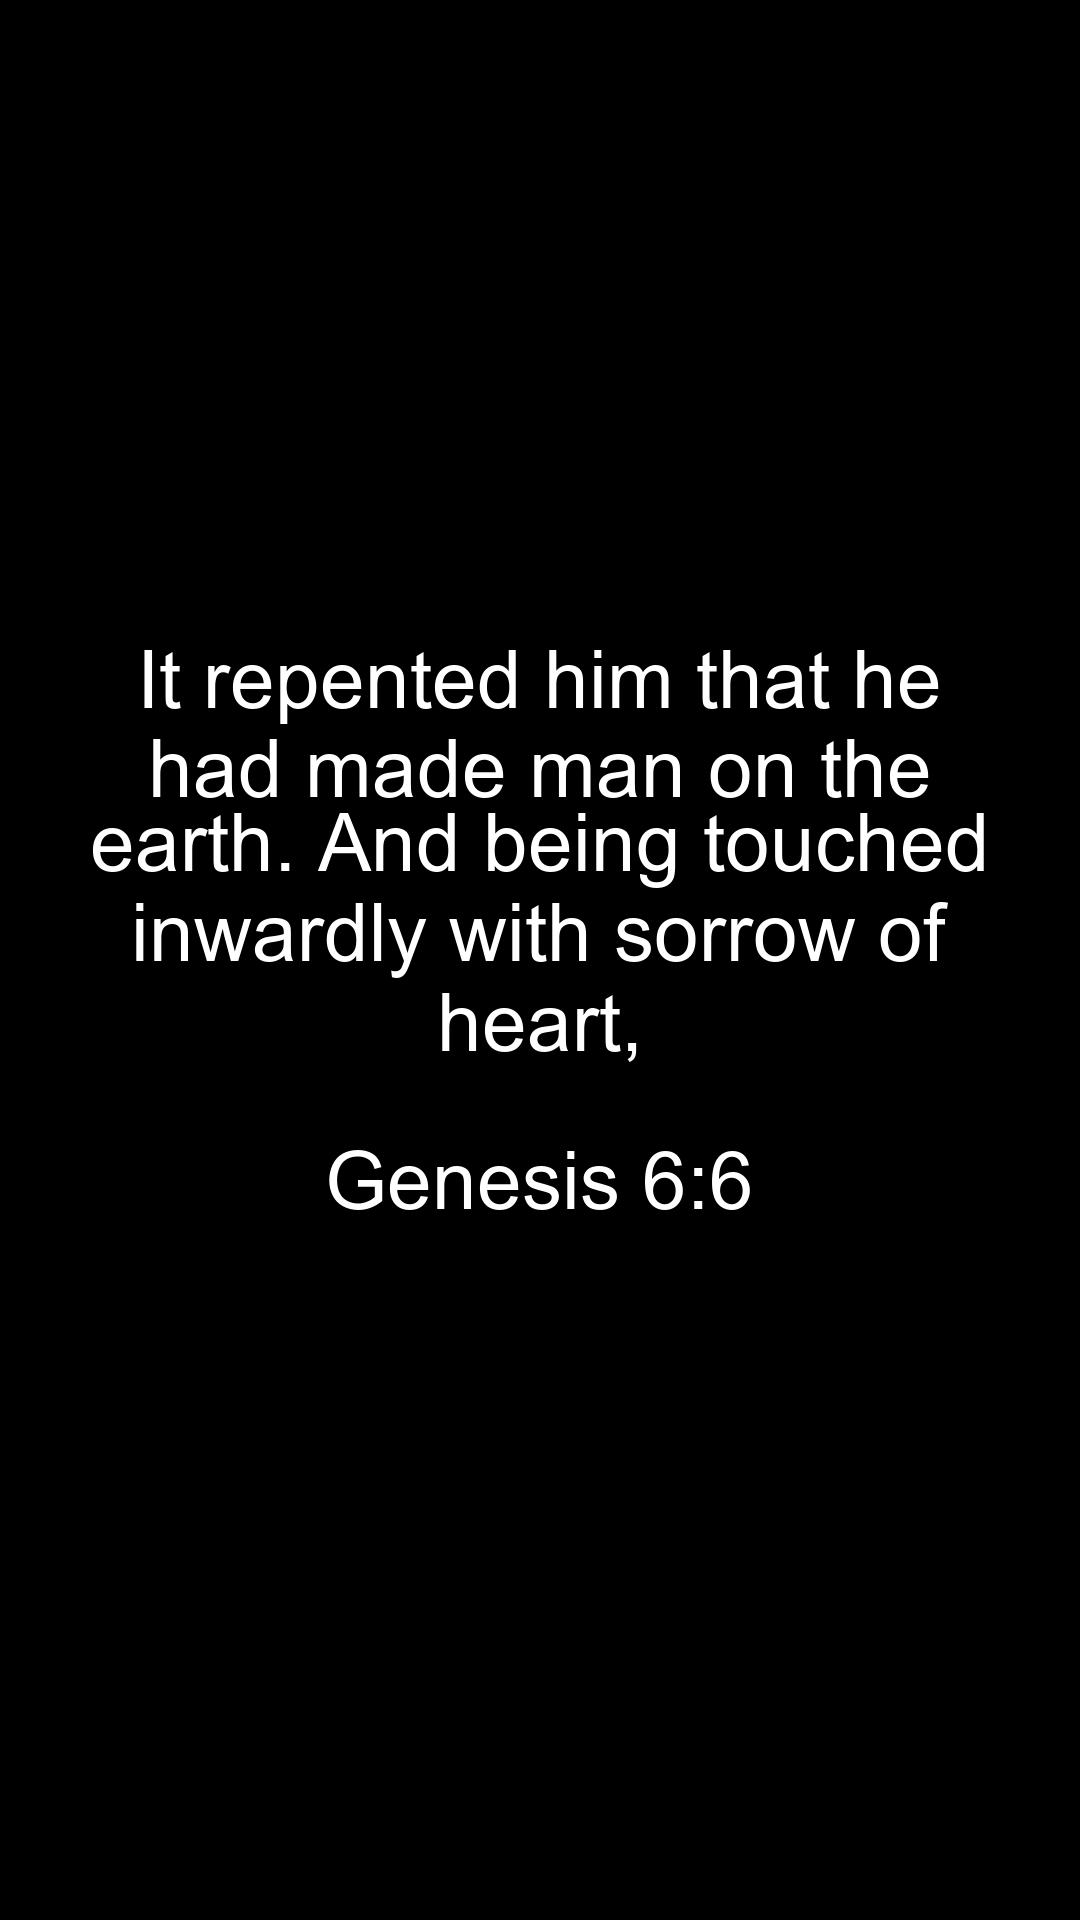 It repented him that he
had made man on the
earth. And being touched
inwardly with sorrow of
heart,
Genesis 6:6